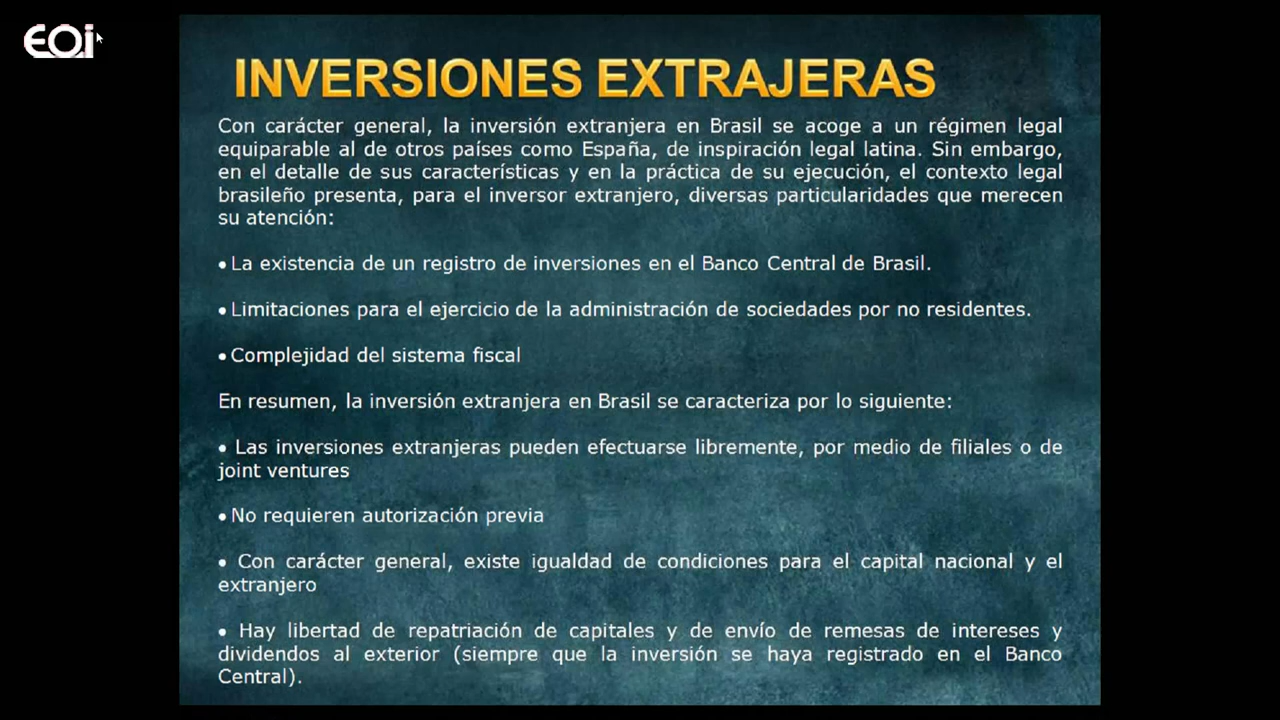 EOi
INVERSIONES EXTRAJERAS
Con carácter general, la inversión extranjera en Brasil se acoge a un régimen legal
equiparable al de otros países como España, de inspiración legal latina. Sin embargo,
en el detalle de sus características y en la práctica de su ejecución, el contexto legal
brasileño presenta, para el inversor extranjero, diversas particularidades que merecen
su atención:
• La existencia de un registro de inversiones en el Banco Central de Brasil.
• Limitaciones para el ejercicio de la administración de sociedades por no residentes.
• Complejidad del sistema fiscal
En resumen, la inversión extranjera en Brasil se caracteriza por lo siguiente:
• Las inversiones extranjeras pueden efectuarse libremente, por medio de filiales o de
joint ventures
• No requieren autorización previa
• Con carácter general, existe igualdad de condiciones para el capital nacional y el
extranjero
• Hay libertad de repatriación de capitales y de envío de remesas de intereses y
dividendos al exterior (siempre que la inversión se haya registrado en el Banco
Central).